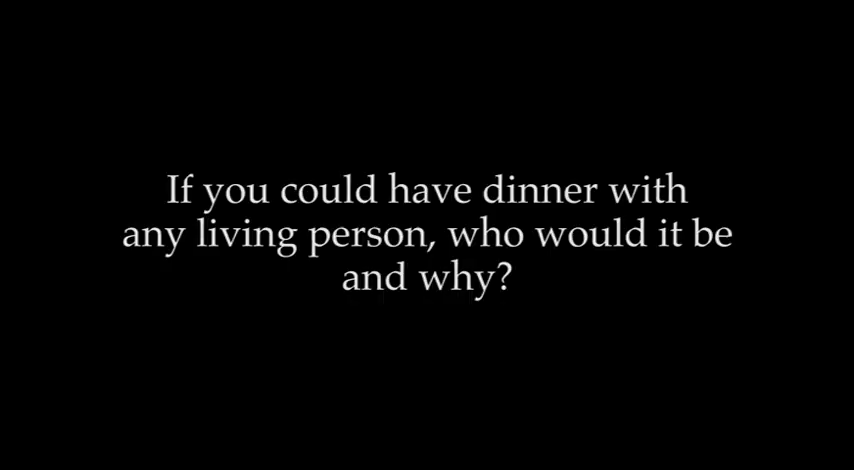 If you could have dinner with
any living person, who would it be
and why?